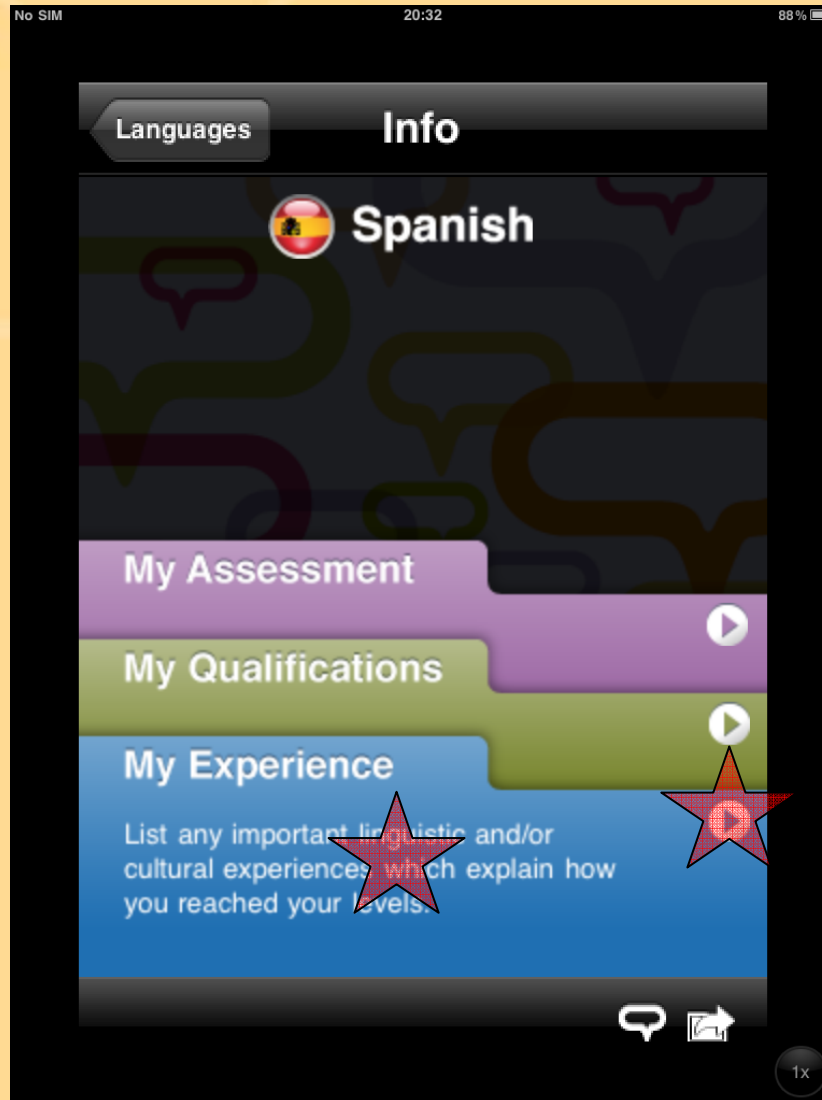 No SIM 20:32 88%
Languages Info
Spanish
My Assessment
My Qualifications
My Experience
List any important linguistic and/or
cultural experiences which explain how
you reached your levels.
1x